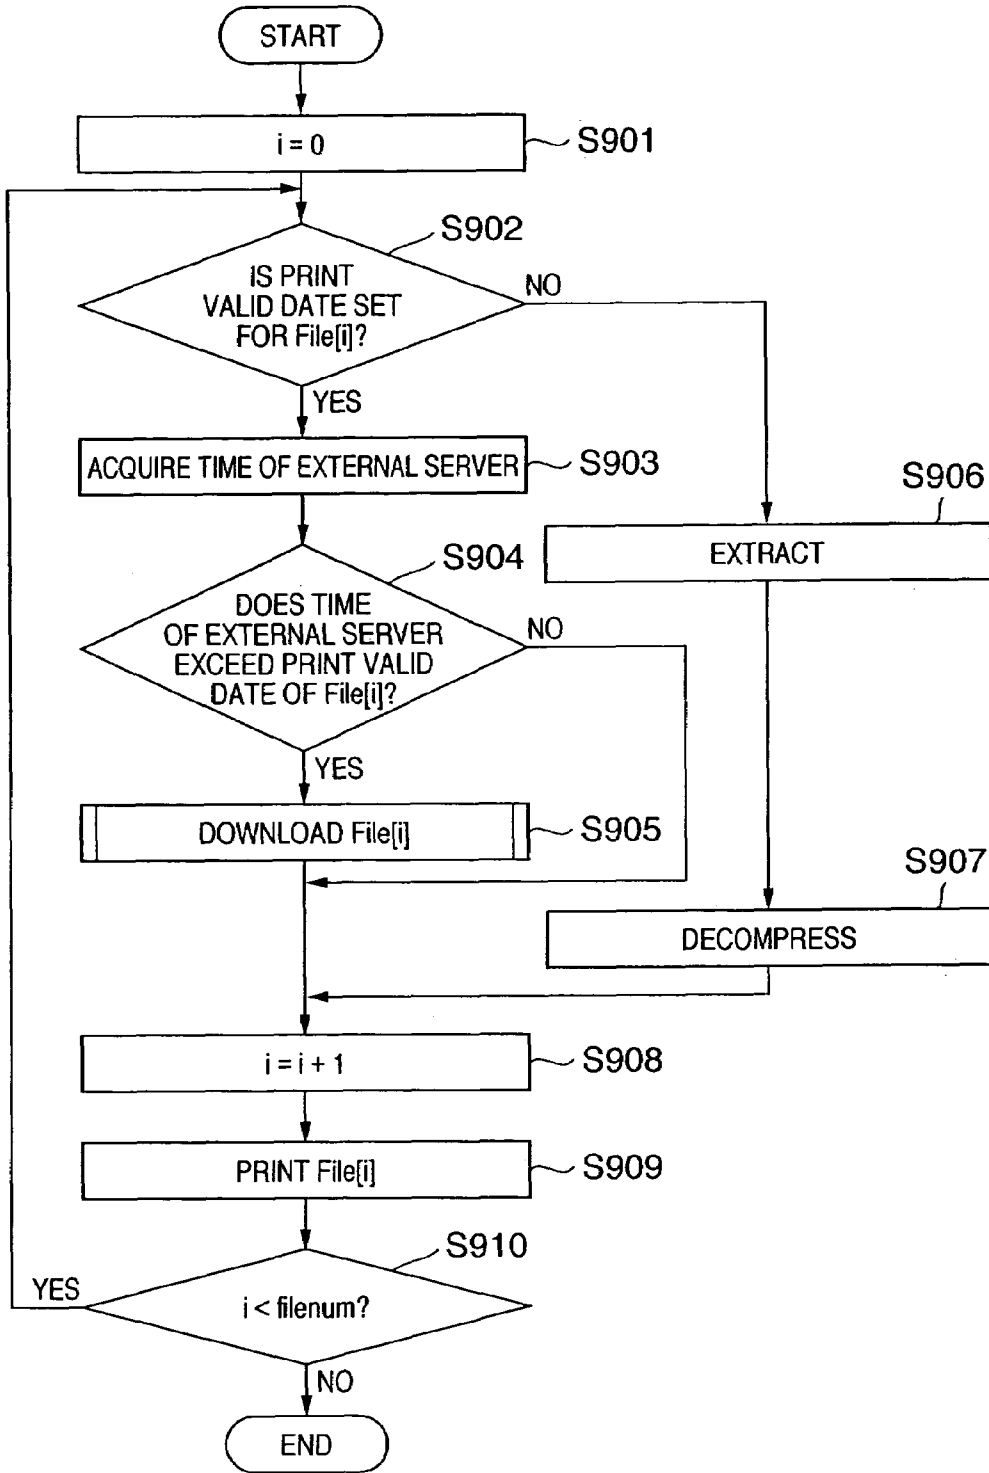 START
i = 0
S901
S902
IS PRINT
VALID DATE SET
FOR File[i]?
NO
YES
ACQUIRE TIME OF EXTERNAL SERVER
S903
S906
EXTRACT
S904
DOES TIME
OF EXTERNAL SERVER
EXCEED PRINT VALID
DATE OF File[i]?
NO
YES
DOWNLOAD File[i]
S905
S907
DECOMPRESS
i = i + 1
S908
PRINT File[i]
S909
S910
YES
i < filenum?
NO
END